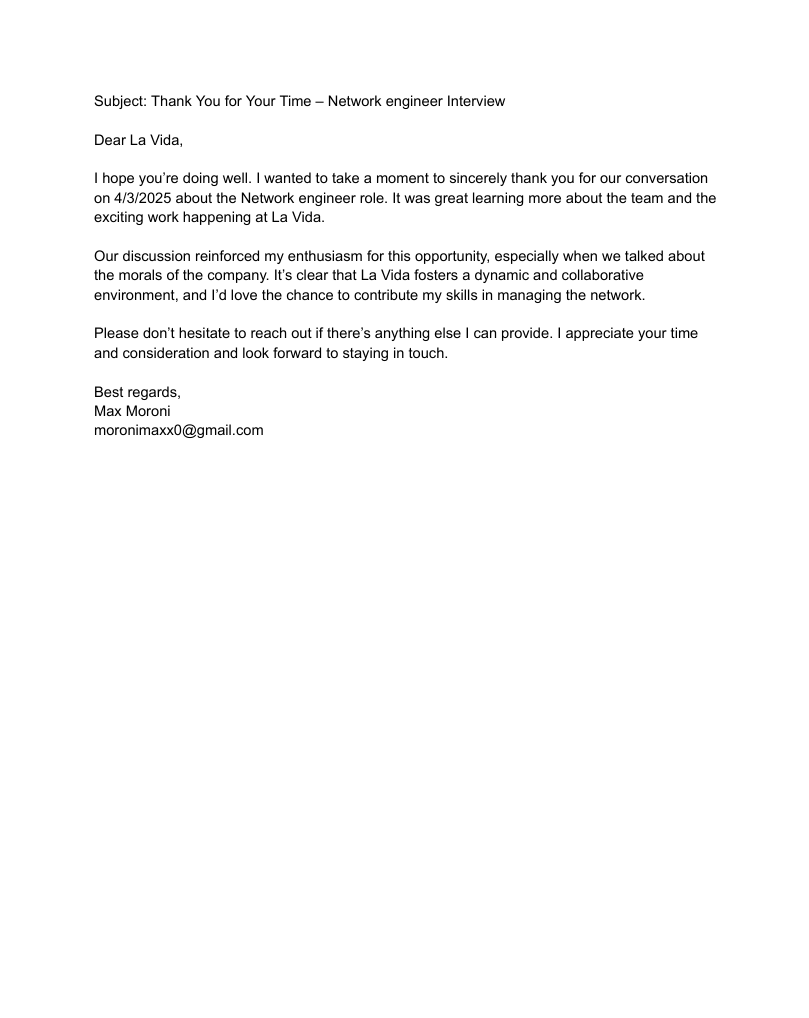 Subject: Thank You for Your Time – Network engineer Interview
Dear La Vida,
I hope you’re doing well. I wanted to take a moment to sincerely thank you for our conversation
on 4/3/2025 about the Network engineer role. It was great learning more about the team and the
exciting work happening at La Vida.
Our discussion reinforced my enthusiasm for this opportunity, especially when we talked about
the morals of the company. It’s clear that La Vida fosters a dynamic and collaborative
environment, and I’d love the chance to contribute my skills in managing the network.
Please don’t hesitate to reach out if there’s anything else I can provide. I appreciate your time
and consideration and look forward to staying in touch.
Best regards,
Max Moroni
moronimaxx0@gmail.com